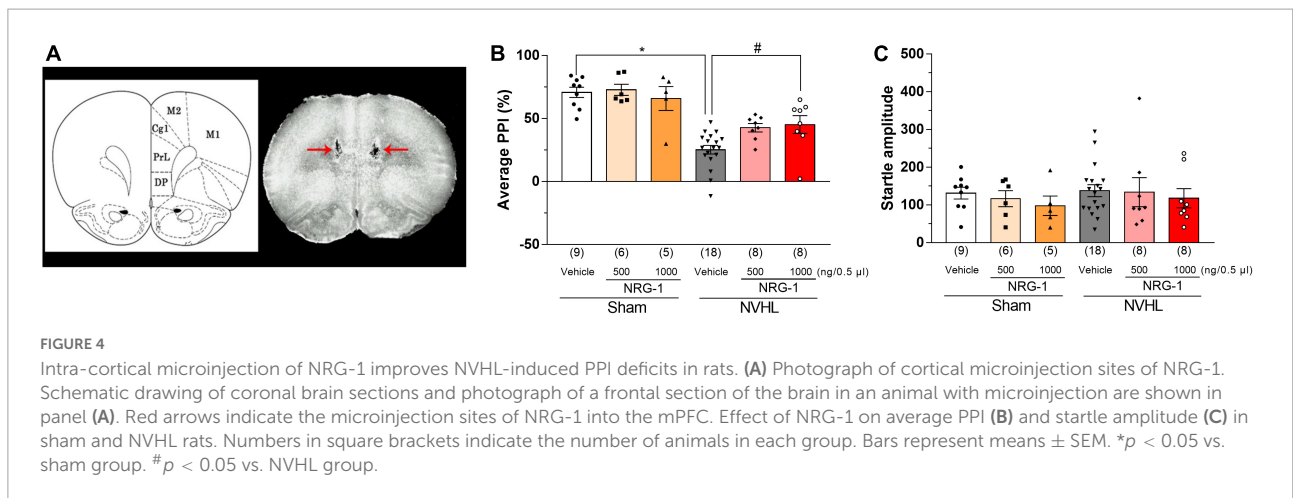 A
M2
Cg1
M1
PrL
DP
B
Average PPI (%)
100
50
0
-50
*
#
(9) (6) (5) (18) (8) (8)
Vehicle 500 1000 Vehicle 500 1000 (ng/0.5 µl)
NRG-1 NRG-1
Sham NVHL
C
Startle amplitude
500
400
300
200
100
0
(9) (6) (5) (18) (8) (8)
Vehicle 500 1000 Vehicle 500 1000 (ng/0.5 µl)
NRG-1 NRG-1
Sham NVHL
FIGURE 4
Intra-cortical microinjection of NRG-1 improves NVHL-induced PPI deficits in rats. (A) Photograph of cortical microinjection sites of NRG-1.
Schematic drawing of coronal brain sections and photograph of a frontal section of the brain in an animal with microinjection are shown in
panel (A). Red arrows indicate the microinjection sites of NRG-1 into the mPFC. Effect of NRG-1 on average PPI (B) and startle amplitude (C) in
sham and NVHL rats. Numbers in square brackets indicate the number of animals in each group. Bars represent means ± SEM. *p < 0.05 vs.
sham group. #p < 0.05 vs. NVHL group.